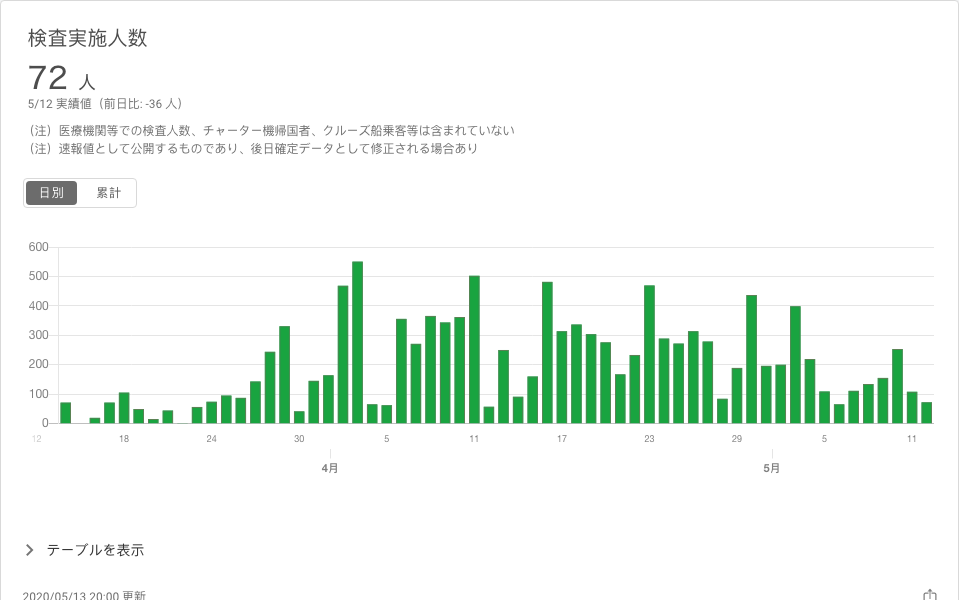 検査実施人数
72 人
5/12 実績値（前日比: -36 人）
（注）医療機関等での検査人数、チャーター機帰国者、クルーズ船乗客等は含まれていない
（注）速報値として公開するものであり、後日確定データとして修正される場合あり
日別 累計
600
500
400
300
200
100
0
12 18 24 30 5 11 17 23 29 5 11
4月 5月
テーブルを表示
2020/05/13 20:00 更新